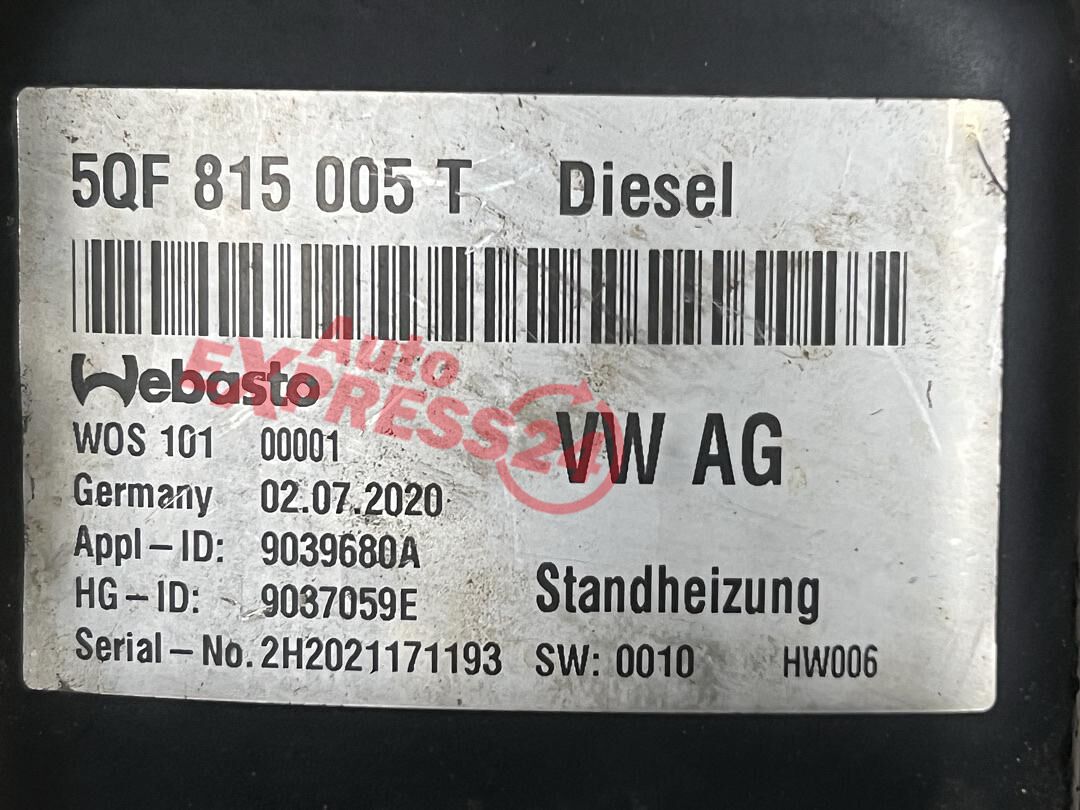 5QF 815 005 T Diesel
Webasto
Auto
EXPRESS24
WOS 101 00001
VW AG
Germany 02.07.2020
Appl-ID: 9039680A
HG-ID: 9037059E
Standheizung
Serial-No. 2H2021171193 SW: 0010 HW006